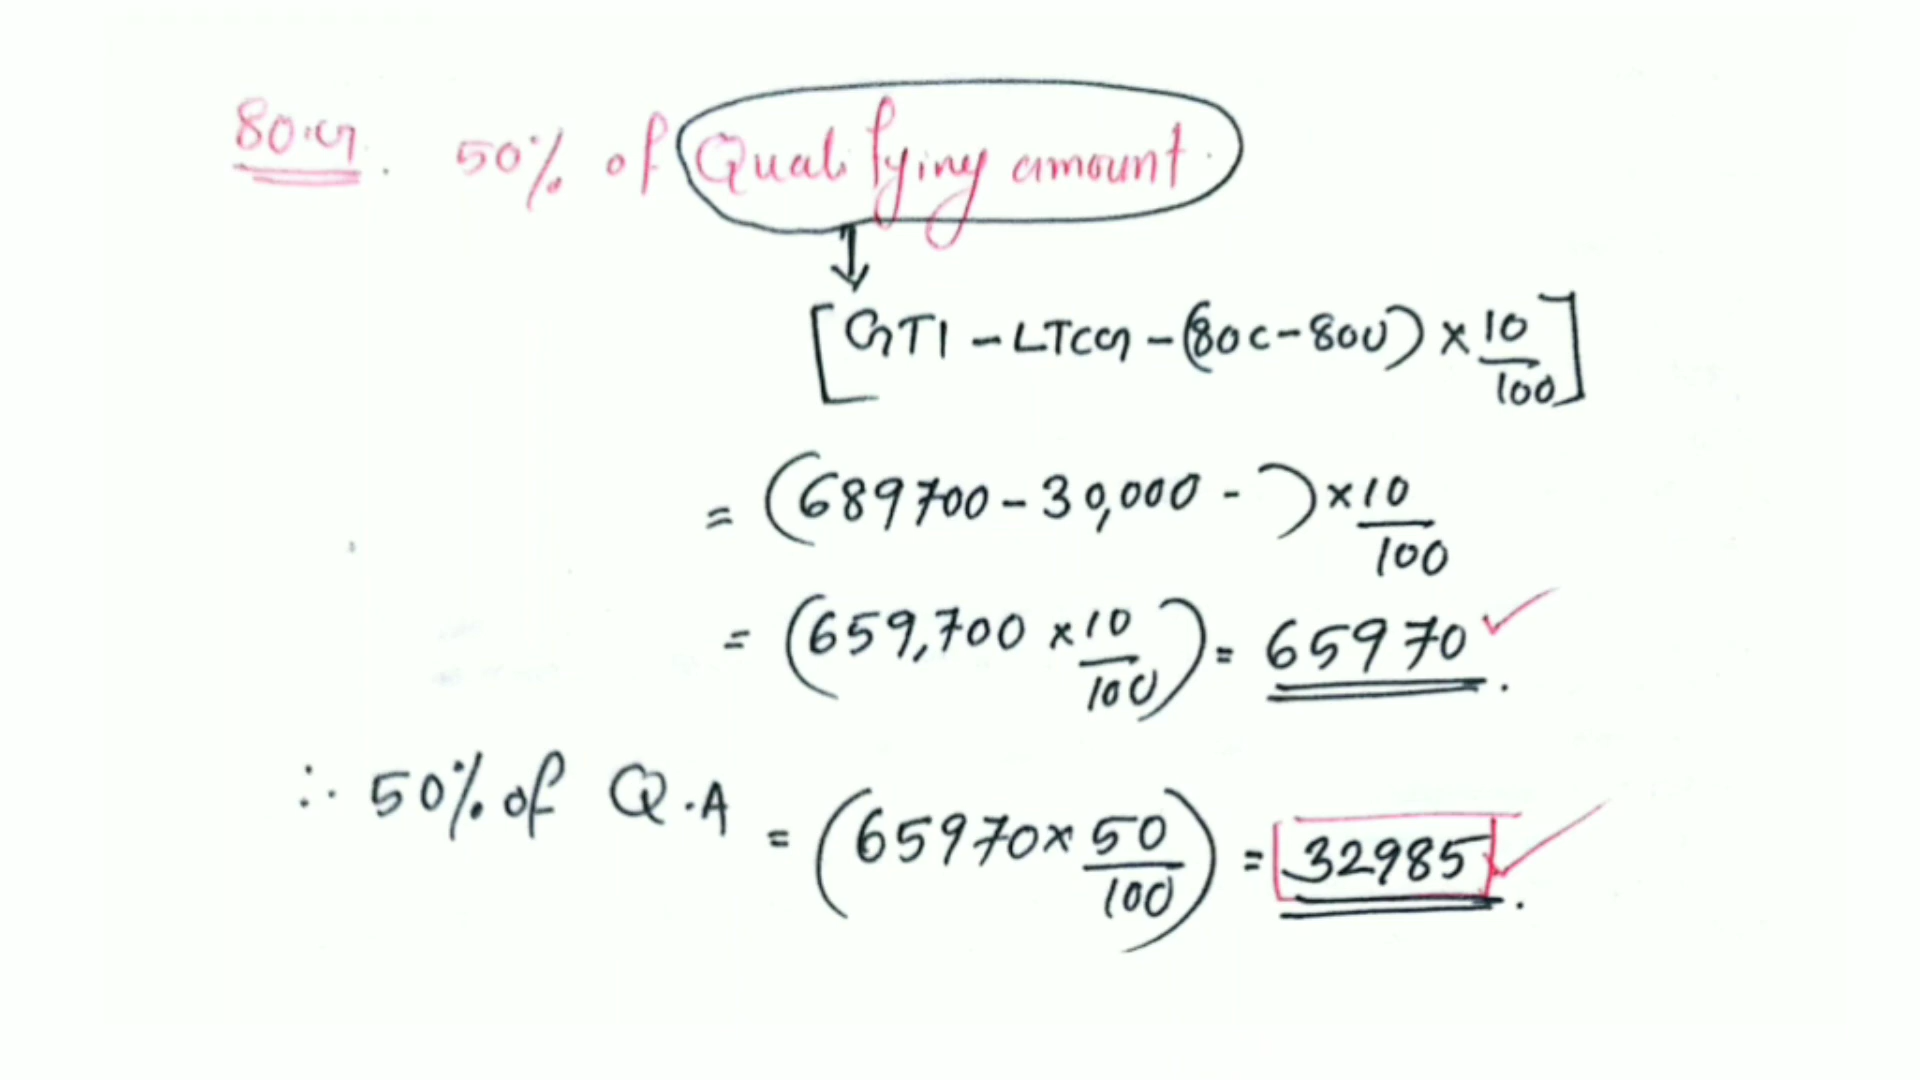 80.G. 50% of Qualifying amount.
[GTI - LTCG - (80C-80U) × 10/100]
= (689700 - 30,000 - ) × 10/100
= (659,700 × 10/100) = 65970.
∴ 50% of Q.A = (65970 × 50/100) = 32985.